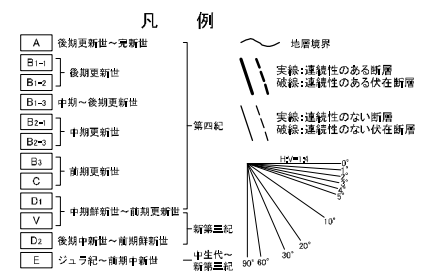 凡　例
A 後期更新世～完新世
B1-1
後期更新世
B1-2
B1-3 中期～後期更新世
B2-1
中期更新世
B2-3
B3
前期更新世
C
D1
中期鮮新世～前期更新世
V
D2 後期中新世～前期鮮新世
E ジュラ紀～前期中新世
第四紀
新第三紀
中生代～
新第三紀
地層境界
実線:連続性のある断層
破線:連続性のある伏在断層
実線:連続性のない断層
破線:連続性のない伏在断層
H:V=1:3
0°
1°
2°
3°
4°
5°
10°
20°
30°
60°
90°